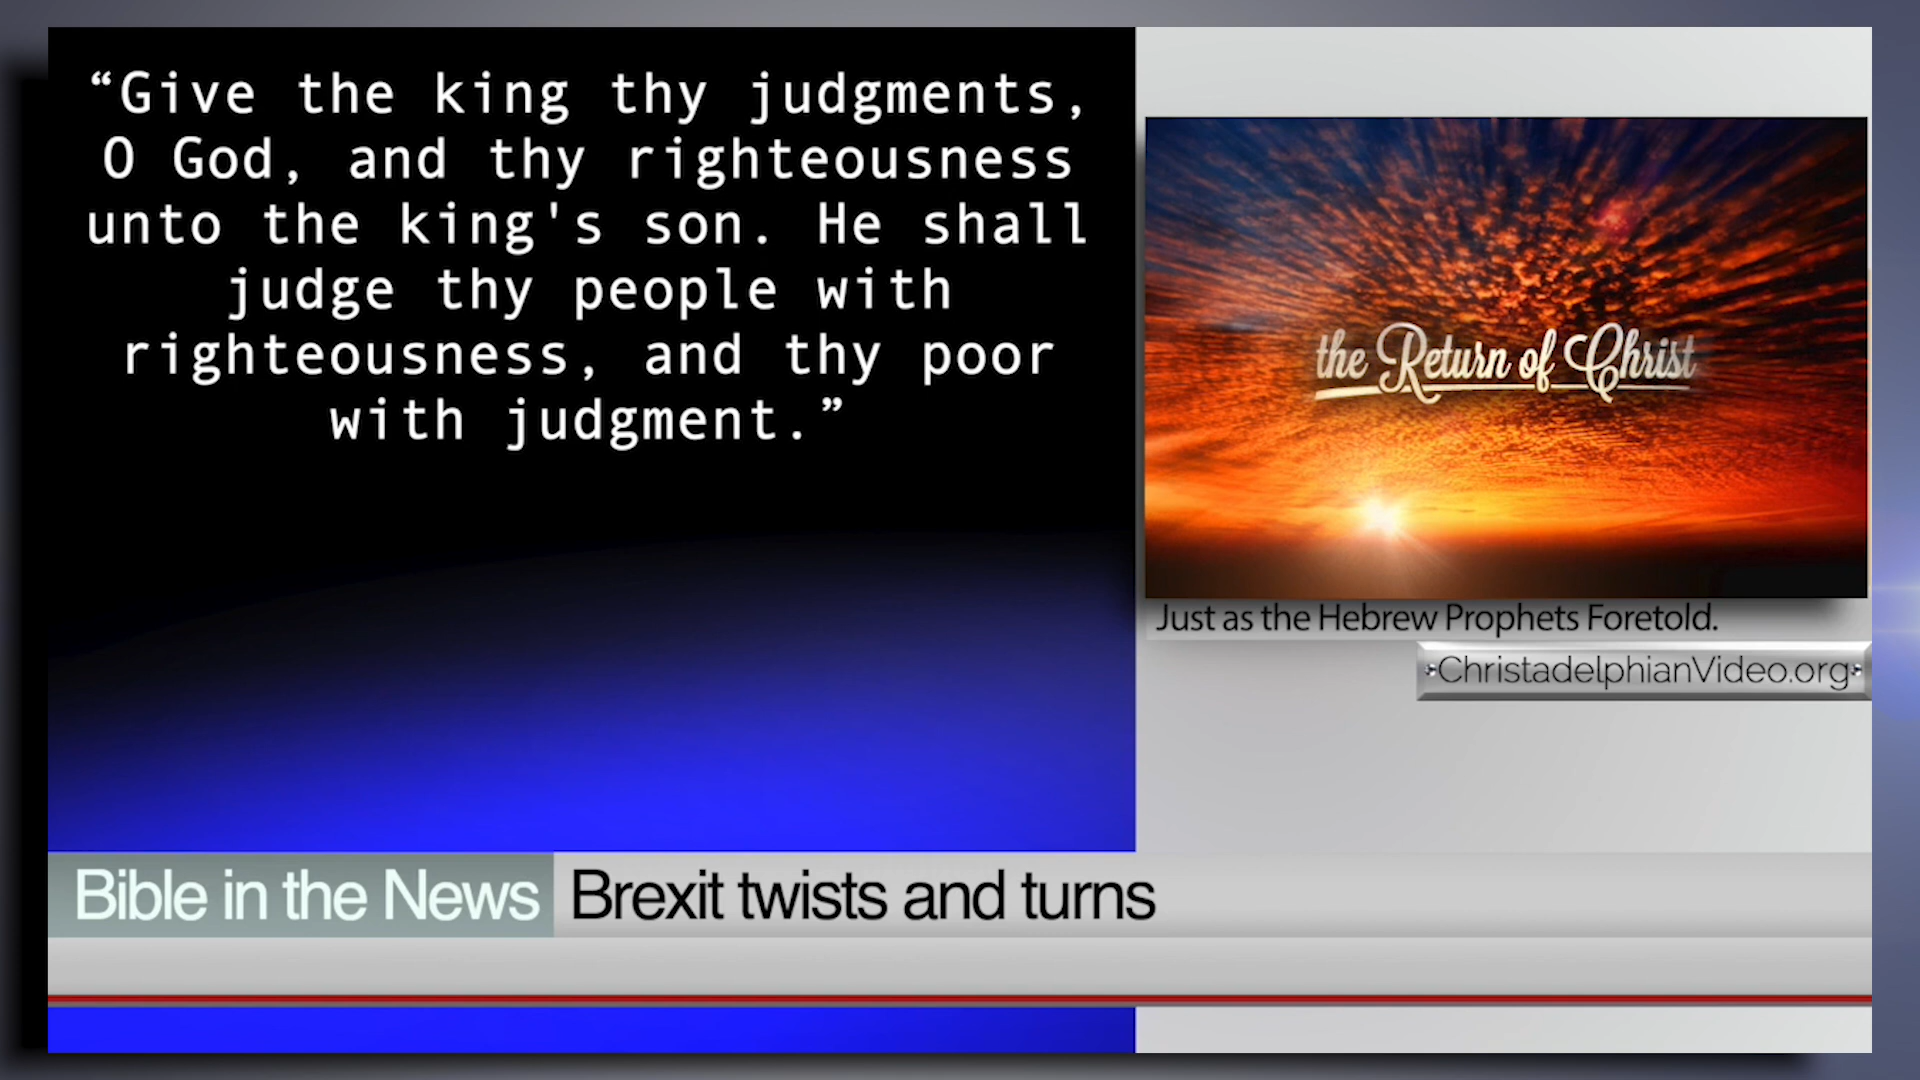 “Give the king thy judgments,
O God, and thy righteousness
unto the king's son. He shall
judge thy people with
righteousness, and thy poor
with judgment.”
the Return of Christ
Just as the Hebrew Prophets Foretold.
ChristadelphianVideo.org
Bible in the News
Brexit twists and turns